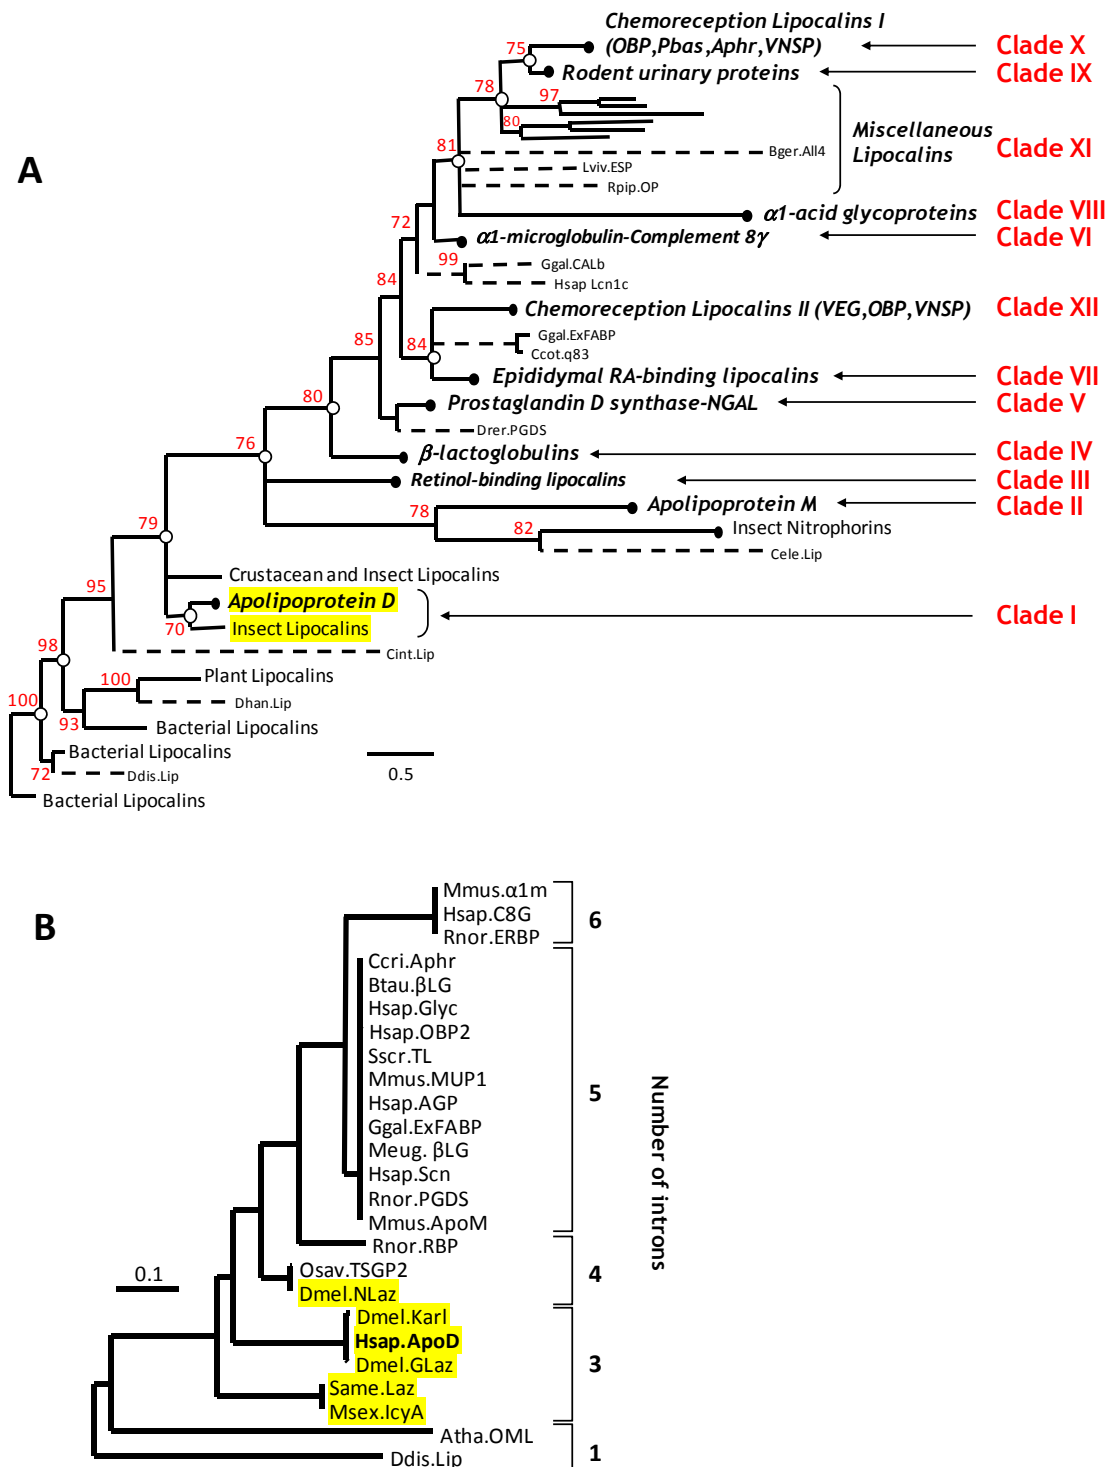 A
Chemoreception Lipocalins I
(OBP,Pbas,Aphr,VNSP)
Clade X
75
Rodent urinary proteins
Clade IX
78
97
80
Miscellaneous
Lipocalins
Clade XI
81
Bger.All4
Lviv.ESP
Rpip.OP
α1-acid glycoproteins
Clade VIII
72
α1-microglobulin-Complement 8γ
Clade VI
99
Ggal.CALb
Hsap Lcn1c
84
Chemoreception Lipocalins II (VEG,OBP,VNSP)
Clade XII
85
84
Ggal.ExFABP
Ccot.q83
Epididymal RA-binding lipocalins
Clade VII
80
Prostaglandin D synthase-NGAL
Clade V
Drer.PGDS
76
β-lactoglobulins
Clade IV
Retinol-binding lipocalins
Clade III
78
Apolipoprotein M
Clade II
79
82
Insect Nitrophorins
Cele.Lip
95
Crustacean and Insect Lipocalins
Apolipoprotein D
Clade I
70
Insect Lipocalins
98
Cint.Lip
100
Plant Lipocalins
100
Dhan.Lip
93
Bacterial Lipocalins
Bacterial Lipocalins
72
Ddis.Lip
0.5
Bacterial Lipocalins
B
Mmus.α1m
Hsap.C8G
Rnor.ERBP
6
Ccri.Aphr
Btau.βLG
Hsap.Glyc
Hsap.OBP2
Sscr.TL
Mmus.MUP1
Hsap.AGP
Ggal.ExFABP
Meug. βLG
Hsap.Scn
Rnor.PGDS
Mmus.ApoM
5
Number of introns
Rnor.RBP
Osav.TSGP2
Dmel.NLaz
4
0.1
Dmel.Karl
Hsap.ApoD
Dmel.GLaz
Same.Laz
Msex.IcyA
3
Atha.OML
Ddis.Lip
1